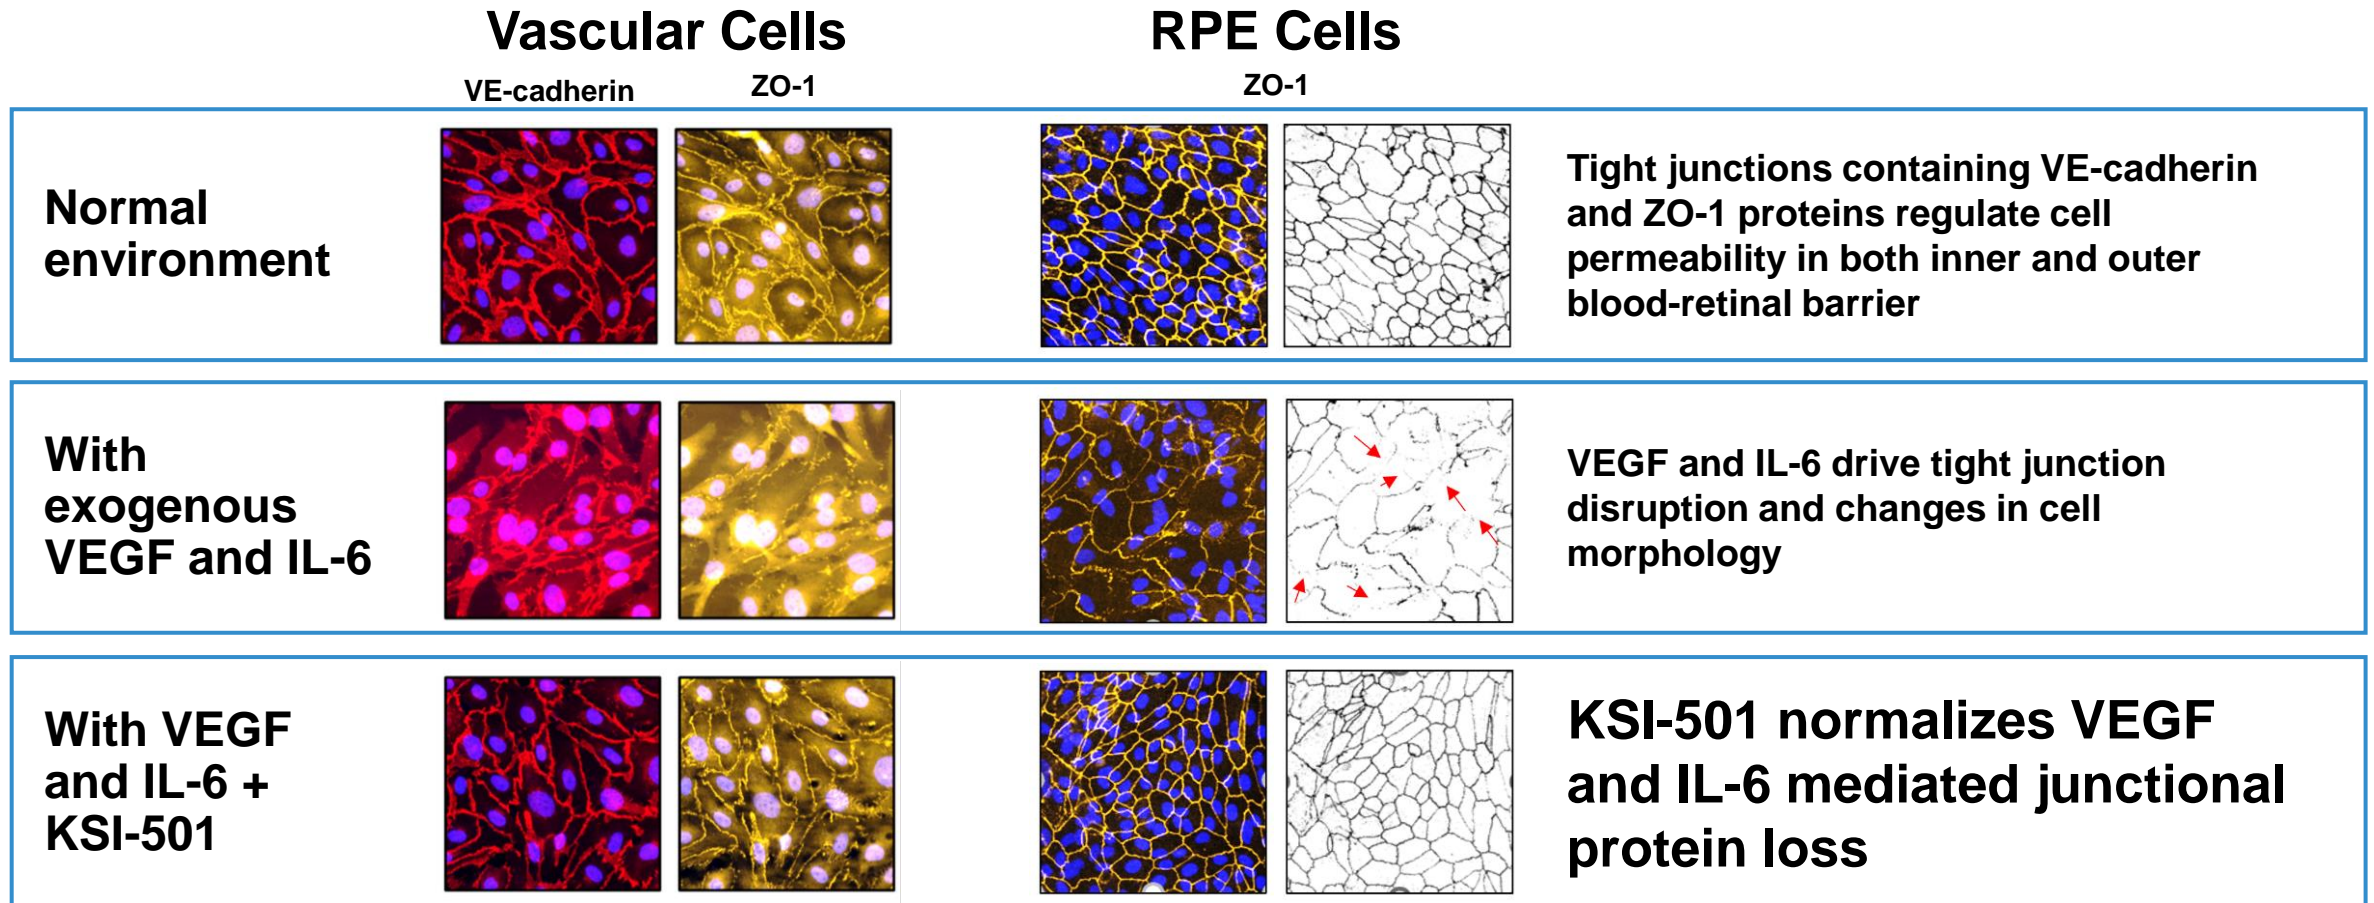 Vascular Cells
RPE Cells
VE-cadherin
ZO-1
ZO-1
Normal
environment
Tight junctions containing VE-cadherin
and ZO-1 proteins regulate cell
permeability in both inner and outer
blood-retinal barrier
With
exogenous
VEGF and IL-6
VEGF and IL-6 drive tight junction
disruption and changes in cell
morphology
With VEGF
and IL-6 +
KSI-501
KSI-501 normalizes VEGF
and IL-6 mediated junctional
protein loss